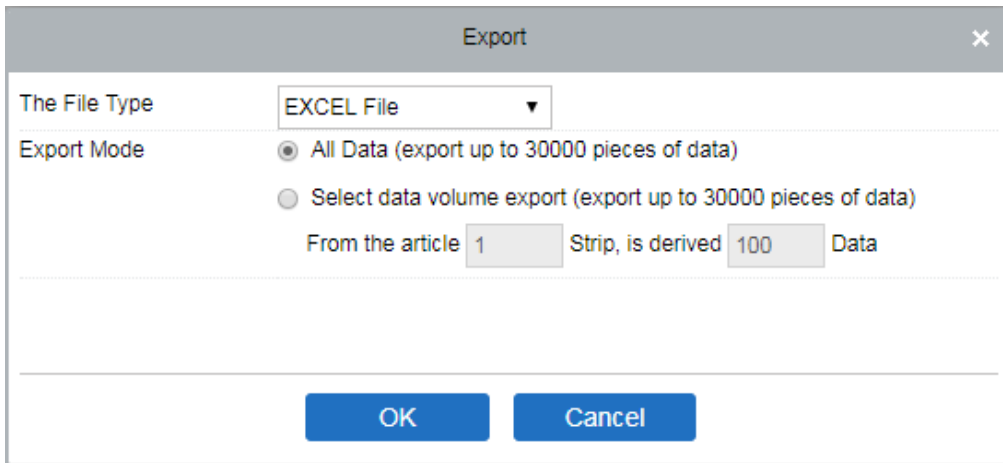 Export
The File Type EXCEL File
Export Mode All Data (export up to 30000 pieces of data)
Select data volume export (export up to 30000 pieces of data)
From the article 1 Strip, is derived 100 Data
OK Cancel